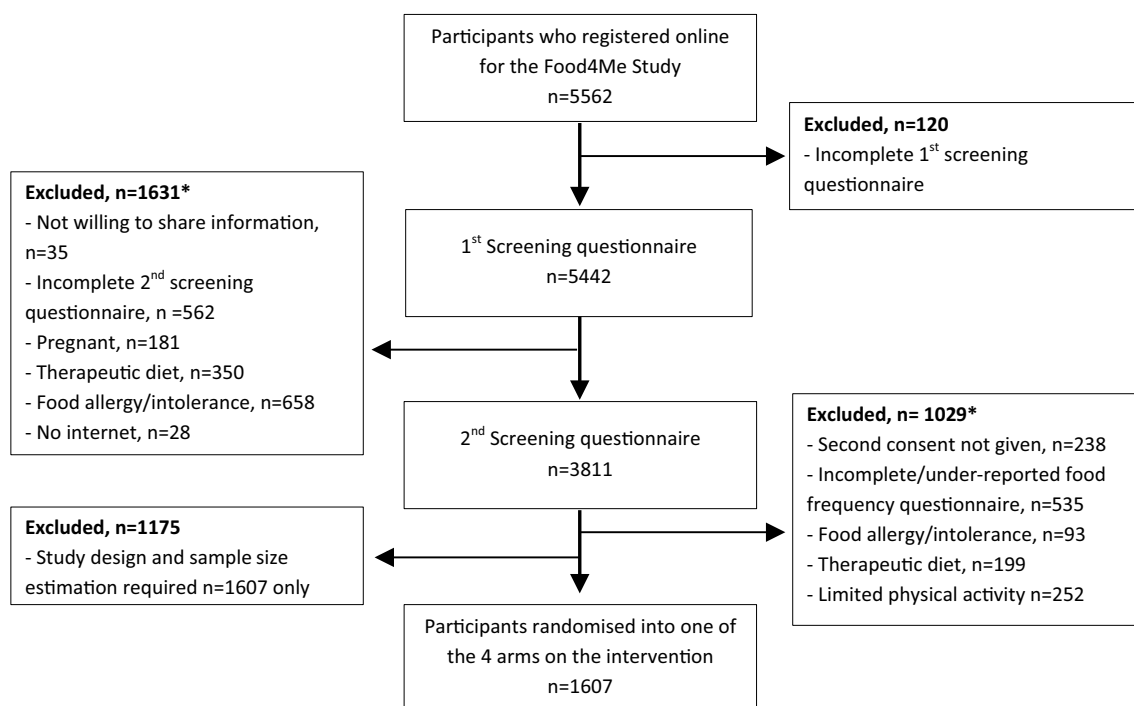 Participants who registered online
for the Food4Me Study
n=5562
Excluded, n=120
- Incomplete 1st screening
questionnaire
Excluded, n=1631*
- Not willing to share information,
n=35
- Incomplete 2nd screening
questionnaire, n =562
- Pregnant, n=181
- Therapeutic diet, n=350
- Food allergy/intolerance, n=658
- No internet, n=28
1st Screening questionnaire
n=5442
2nd Screening questionnaire
n=3811
Excluded, n= 1029*
- Second consent not given, n=238
- Incomplete/under-reported food
frequency questionnaire, n=535
- Food allergy/intolerance, n=93
- Therapeutic diet, n=199
- Limited physical activity n=252
Excluded, n=1175
- Study design and sample size
estimation required n=1607 only
Participants randomised into one of
the 4 arms on the intervention
n=1607